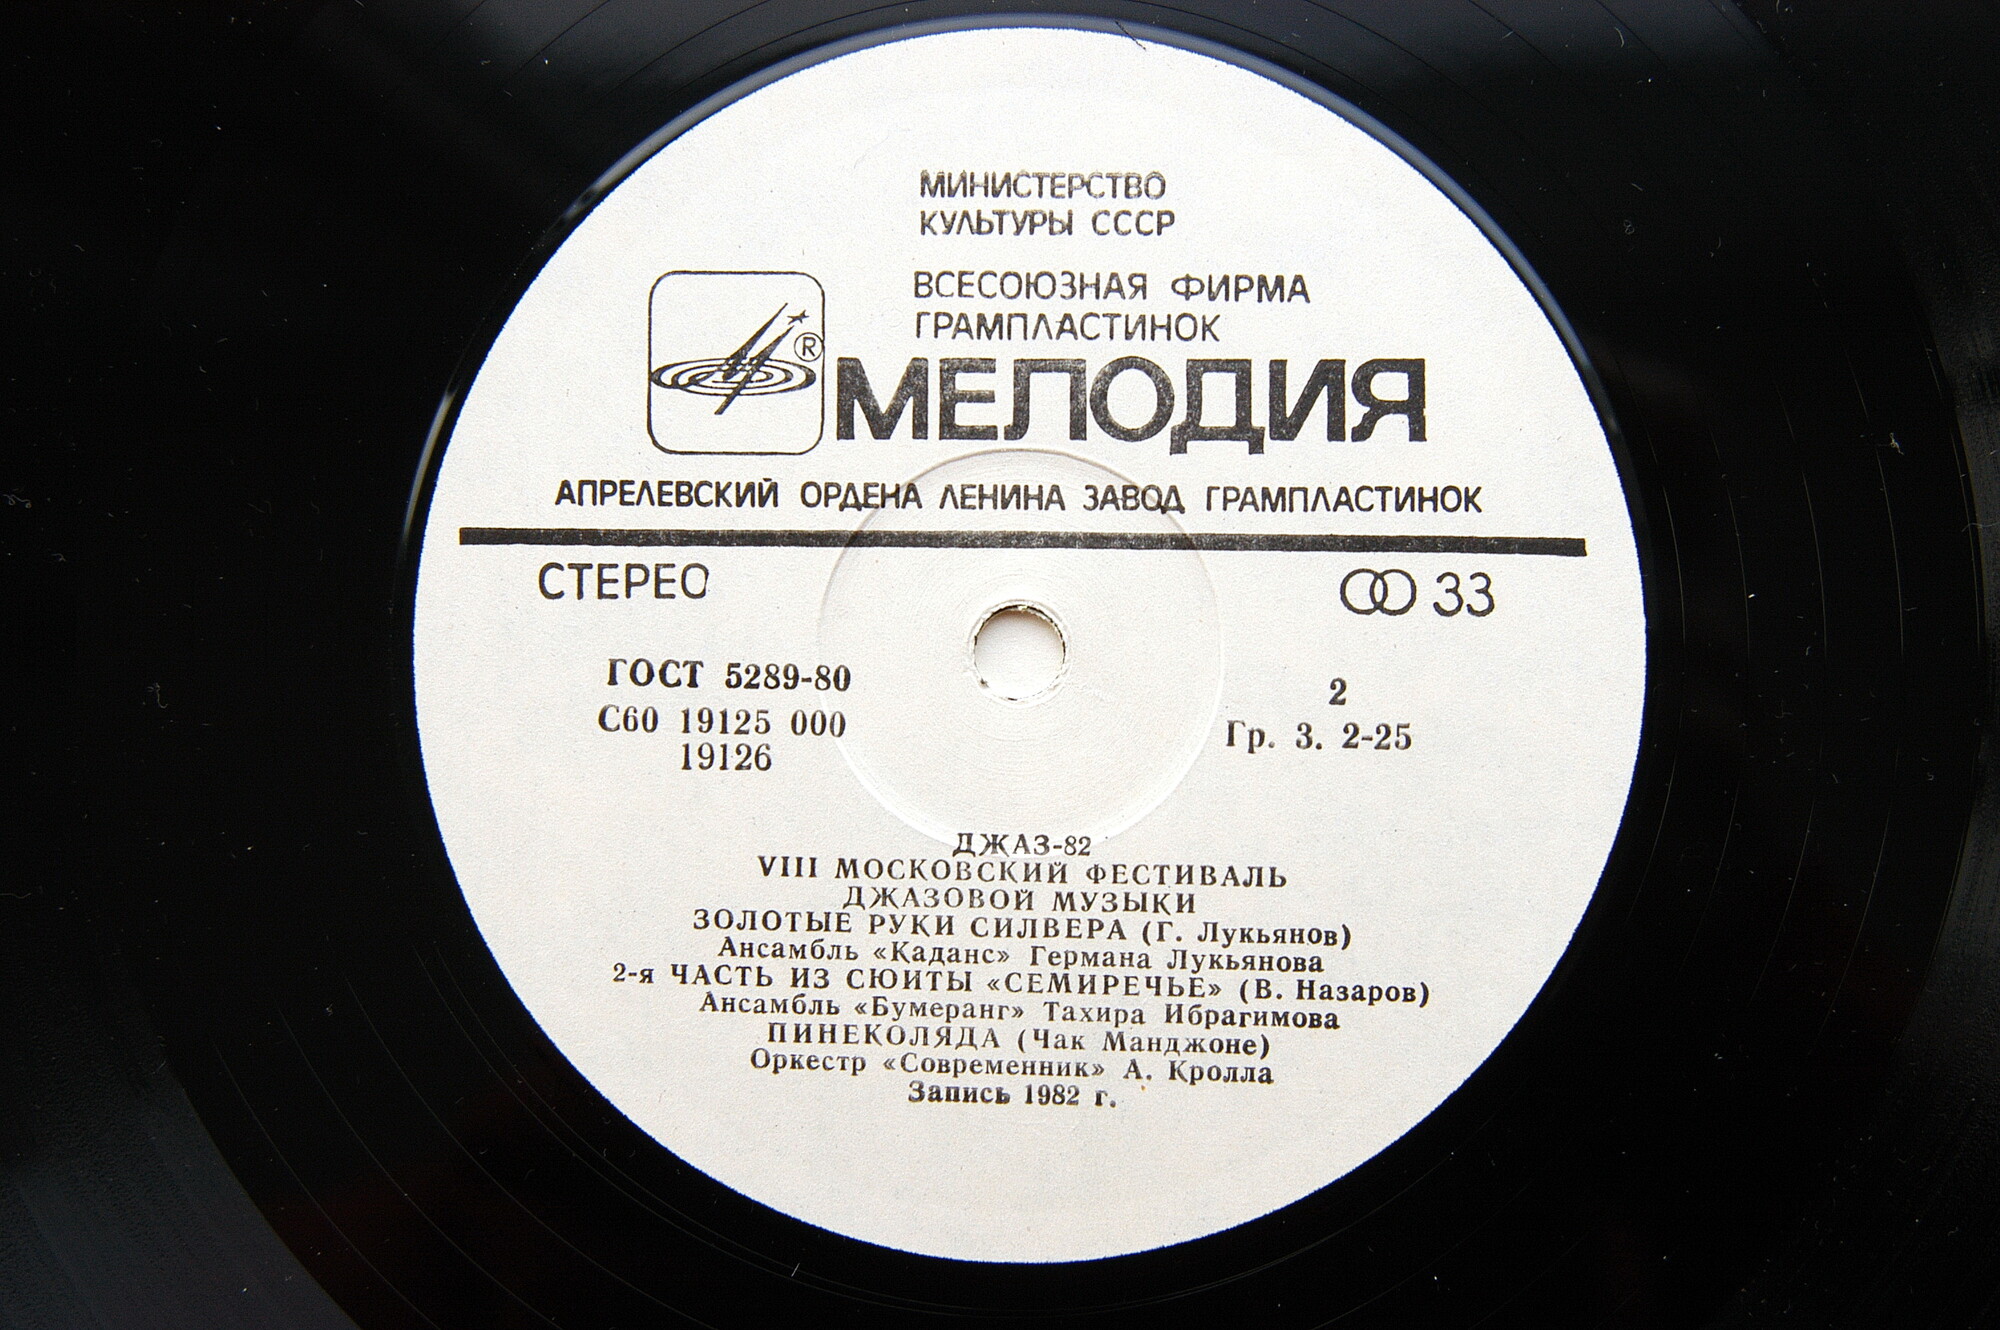 МИНИСТЕРСТВО
КУЛЬТУРЫ СССР
ВСЕСОЮЗНАЯ ФИРМА
ГРАМПЛАСТИНОК
® МЕЛОДИЯ
АПРЕЛЕВСКИЙ ОРДЕНА ЛЕНИНА ЗАВОД ГРАМПЛАСТИНОК
СТЕРЕО
33
ГОСТ 5289-80
2
С60 19125 000
Гр. 3. 2-25
19126
ДЖАЗ-82
VIII МОСКОВСКИЙ ФЕСТИВАЛЬ
ДЖАЗОВОЙ МУЗЫКИ
ЗОЛОТЫЕ РУКИ СИЛВЕРА (Г. Лукьянов)
Ансамбль «Каданс» Германа Лукьянова
2-я ЧАСТЬ ИЗ СЮИТЫ «СЕМИРЕЧЬЕ» (В. Назаров)
Ансамбль «Бумеранг» Тахира Ибрагимова
ПИНЕКОЛЯДА (Чак Манджоне)
Оркестр «Современник» А. Кролла
Запись 1982 г.